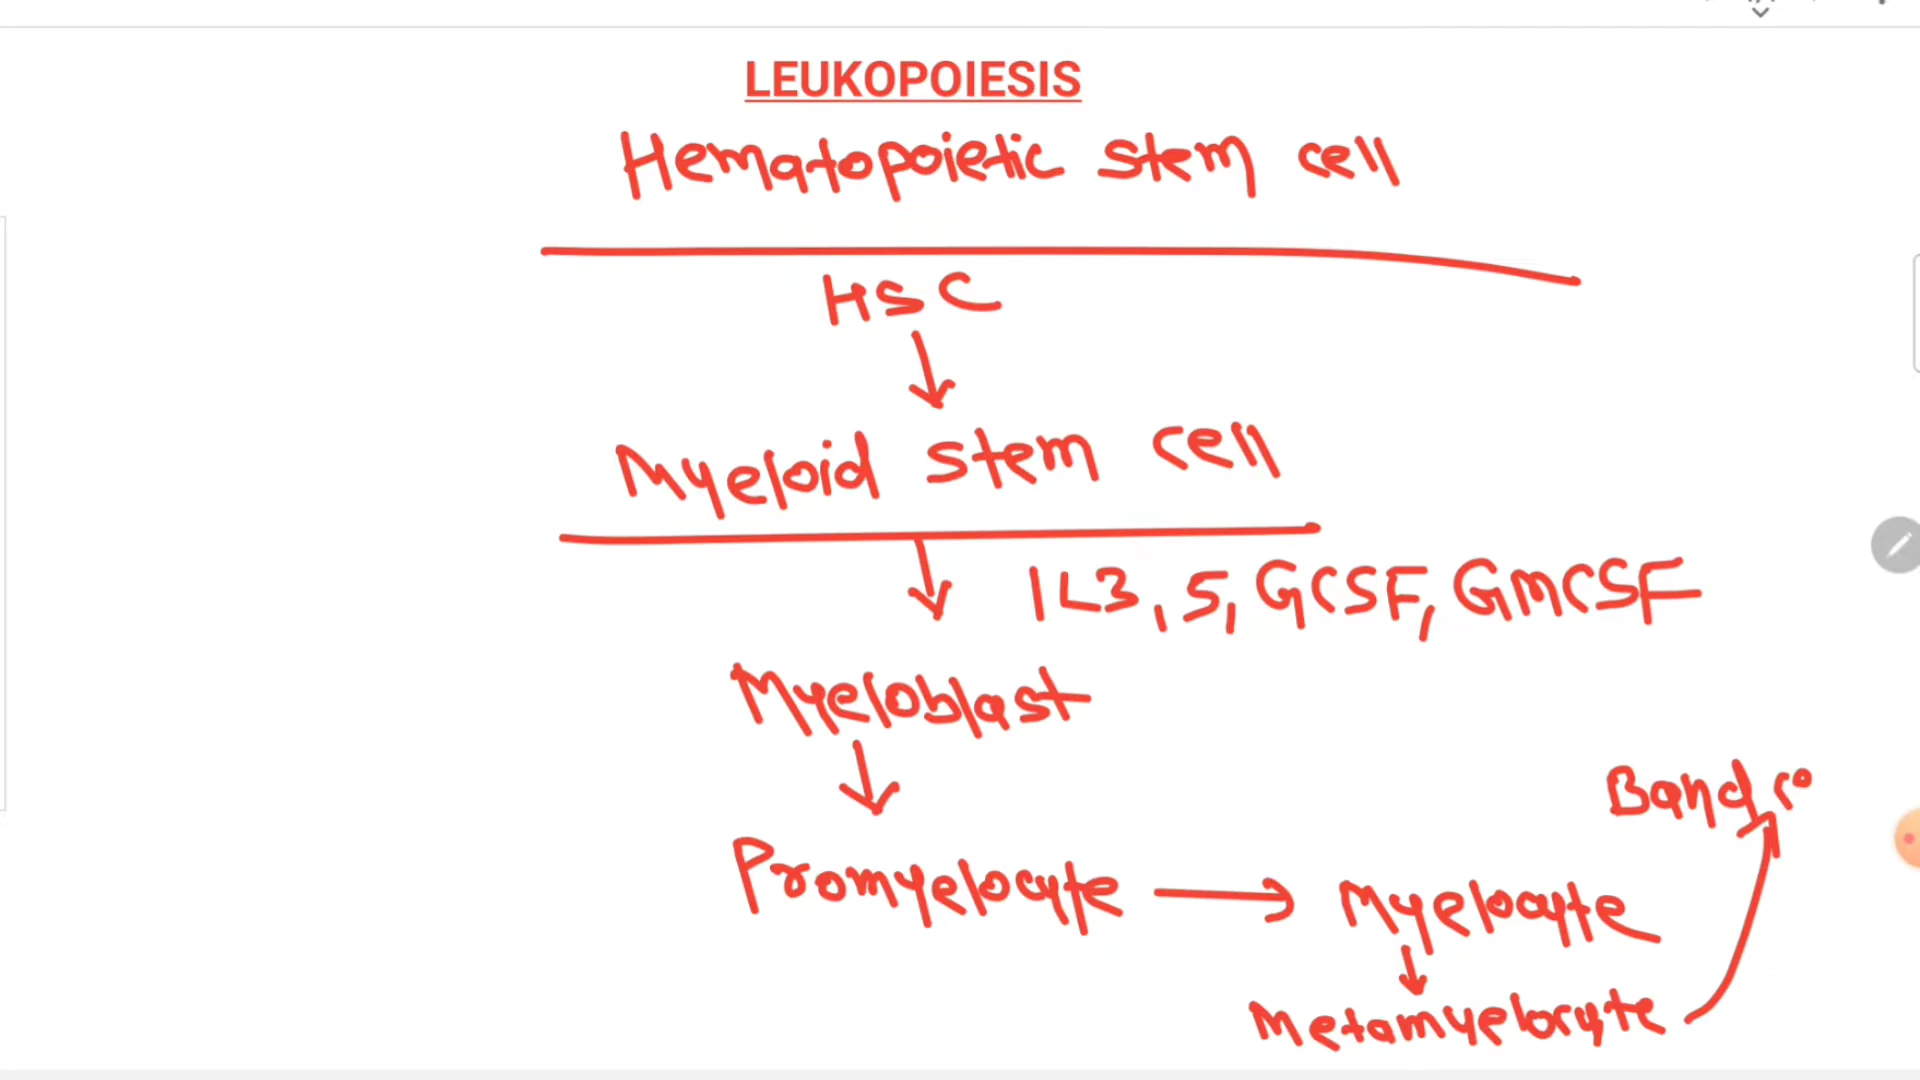 LEUKOPOIESIS
Hematopoietic stem cell
HSC
Myeloid stem cell
IL3, 5, GCSF, GMCSF
Myeloblast
Promyelocyte → Myelocyte
Metamyelocyte
Band